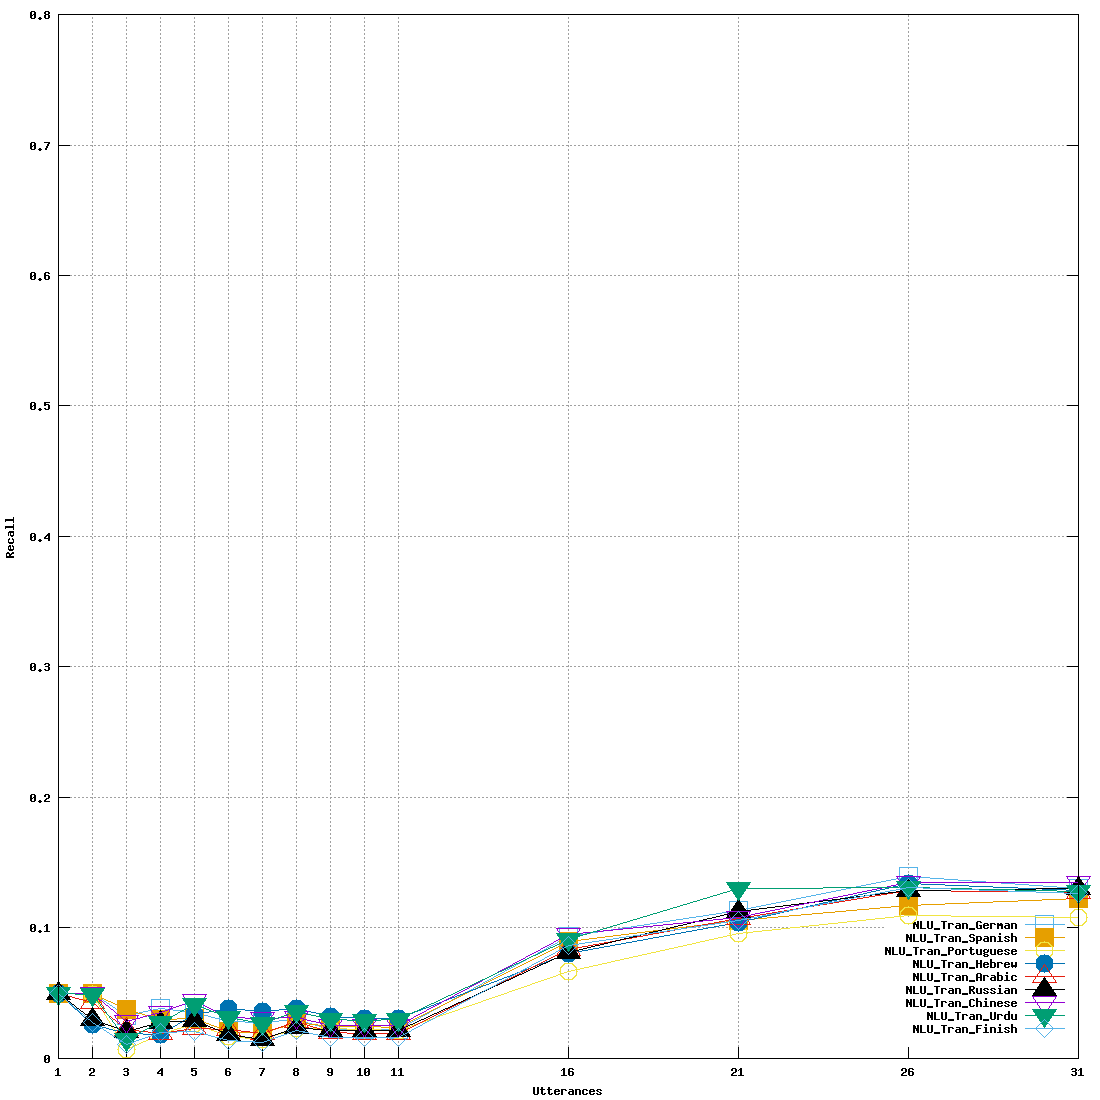 0.8
0.7
0.6
0.5
0.4
0.3
0.2
0.1
0
Recall
1 2 3 4 5 6 7 8 9 10 11 16 21 26 31
Utterances
NLU_Tran_German
NLU_Tran_Spanish
NLU_Tran_Portuguese
NLU_Tran_Hebrew
NLU_Tran_Arabic
NLU_Tran_Russian
NLU_Tran_Chinese
NLU_Tran_Urdu
NLU_Tran_Finish